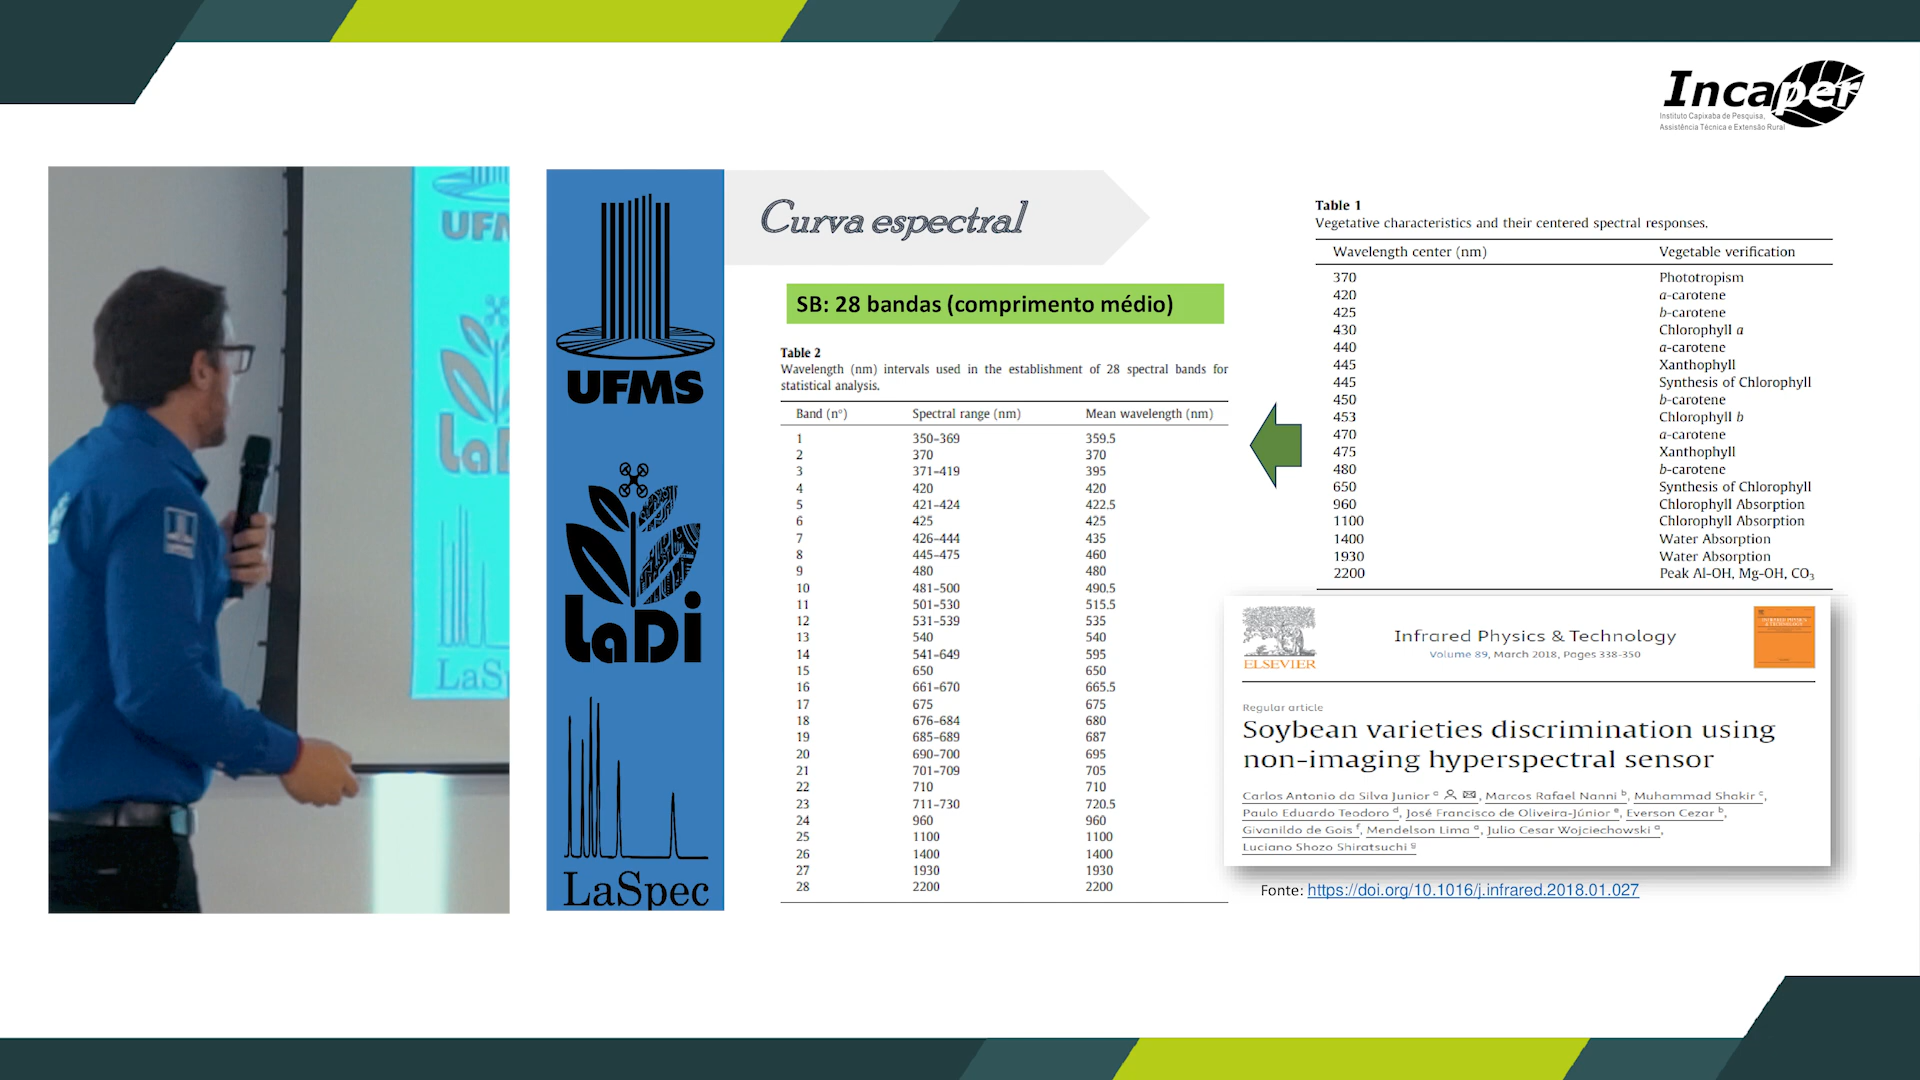 Incaper
Instituto Capixaba de Pesquisa,
Assistência Técnica e Extensão Rural
UFM
LaD
LaSp
UFMS
LaDi
LaSpec
Curva espectral
SB: 28 bandas (comprimento médio)
Table 2
Wavelength (nm) intervals used in the establishment of 28 spectral bands for
statistical analysis.
Band (n°) Spectral range (nm) Mean wavelength (nm)
1 350–369 359.5
2 370 370
3 371–419 395
4 420 420
5 421–424 422.5
6 425 425
7 426–444 435
8 445–475 460
9 480 480
10 481–500 490.5
11 501–530 515.5
12 531–539 535
13 540 540
14 541–649 595
15 650 650
16 661–670 665.5
17 675 675
18 676–684 680
19 685–689 687
20 690–700 695
21 701–709 705
22 710 710
23 711–730 720.5
24 960 960
25 1100 1100
26 1400 1400
27 1930 1930
28 2200 2200
Table 1
Vegetative characteristics and their centered spectral responses.
Wavelength center (nm) Vegetable verification
370 Phototropism
420 a-carotene
425 b-carotene
430 Chlorophyll a
440 a-carotene
445 Xanthophyll
445 Synthesis of Chlorophyll
450 b-carotene
453 Chlorophyll b
470 a-carotene
475 Xanthophyll
480 b-carotene
650 Synthesis of Chlorophyll
960 Chlorophyll Absorption
1100 Chlorophyll Absorption
1400 Water Absorption
1930 Water Absorption
2200 Peak Al-OH, Mg-OH, CO₃
ELSEVIER
Infrared Physics & Technology
Volume 89, March 2018, Pages 338-350
Regular article
Soybean varieties discrimination using
non-imaging hyperspectral sensor
Carlos Antonio da Silva Junior ᵃ, Marcos Rafael Nanni ᵇ, Muhammad Shakir ᶜ,
Paulo Eduardo Teodoro ᵈ, José Francisco de Oliveira-Júnior ᵉ, Everson Cezar ᵇ,
Givanildo de Gois ᶠ, Mendelson Lima ᵃ, Julio Cesar Wojciechowski ᵃ,
Luciano Shozo Shiratsuchi ᵍ
Fonte: https://doi.org/10.1016/j.infrared.2018.01.027